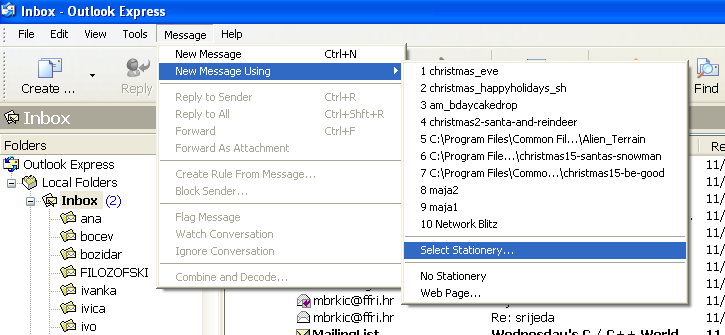 Inbox - Outlook Express
File Edit View Tools Message Help
Create ...
Reply
Find
Inbox
Folders
Outlook Express
Local Folders
Inbox (2)
ana
bocev
bozidar
FILOZOFSKI
ivanka
ivica
ivo
New Message Ctrl+N
New Message Using
Reply to Sender Ctrl+R
Reply to All Ctrl+Shft+R
Forward Ctrl+F
Forward As Attachment
Create Rule From Message...
Block Sender...
Flag Message
Watch Conversation
Ignore Conversation
Combine and Decode...
1 christmas_eve
2 christmas_happyholidays_sh
3 am_bdaycakedrop
4 christmas2-santa-and-reindeer
5 C:\Program Files\Common Fil...\Alien_Terrain
6 C:\Program File...\christmas15-santas-snowman
7 C:\Program Files\Commo...\christmas15-be-good
8 maja2
9 maja1
10 Network Blitz
Select Stationery...
No Stationery
Web Page...
Re
11/
11/
11/
11/
11/
11/
11/
11/
11/
11/
mbrkic@ffri.hr
mbrkic@ffri.hr Re: srijeda 11/
MailingList Wednesday's C / C++ World 11/